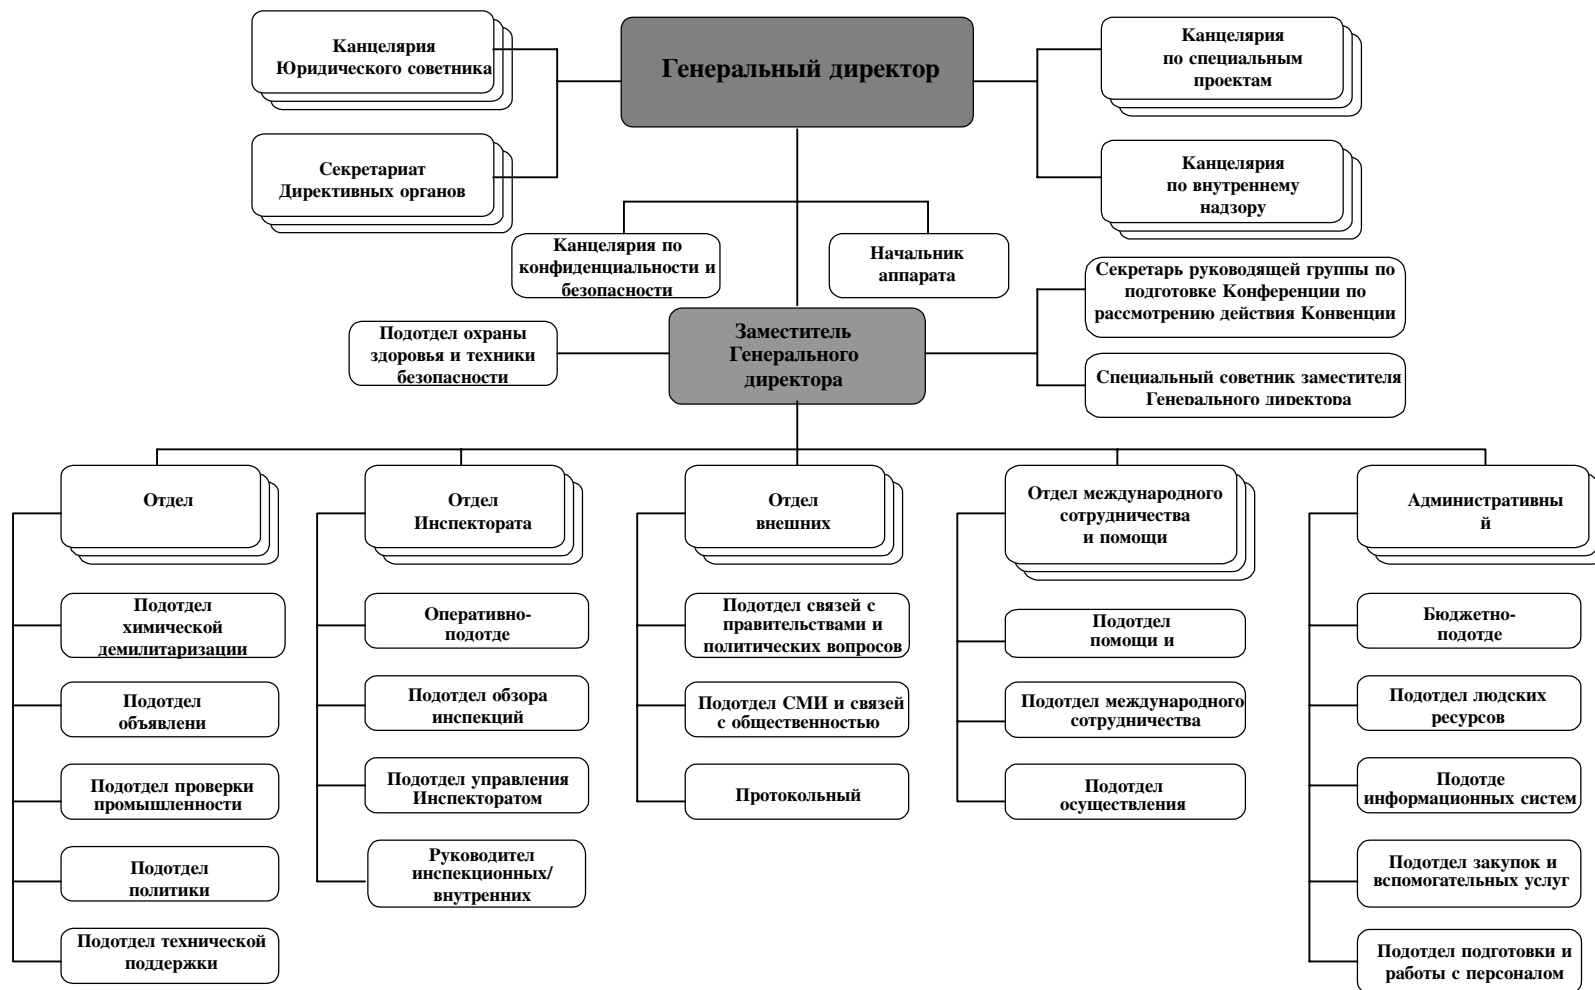 Канцелярия
Юридического советника
Генеральный директор
Канцелярия
по специальным
проектам
Секретариат
Директивных органов
Канцелярия
по внутреннему
надзору
Канцелярия по
конфиденциальности и
безопасности
Начальник
аппарата
Секретарь руководящей группы по
подготовке Конференции по
рассмотрению действия Конвенции
Подотдел охраны
здоровья и техники
безопасности
Заместитель
Генерального
директора
Специальный советник заместителя
Генерального директора
Отдел
Подотдел
химической
демилитаризации
Подотдел
объявлени
Подотдел проверки
промышленности
Подотдел
политики
Подотдел технической
поддержки
Отдел
Инспектората
Оперативно-
подотде
Подотдел обзора
инспекций
Подотдел управления
Инспекторатом
Руководител
инспекционных/
внутренних
Отдел
внешних
Подотдел связей с
правительствами и
политических вопросов
Подотдел СМИ и связей
с общественностью
Протокольный
Отдел международного
сотрудничества
и помощи
Подотдел
помощи и
Подотдел международного
сотрудничества
Подотдел
осуществления
Административны
й
Бюджетно-
подотде
Подотдел людских
ресурсов
Подотде
информационных систем
Подотдел закупок и
вспомогательных услуг
Подотдел подготовки и
работы с персоналом